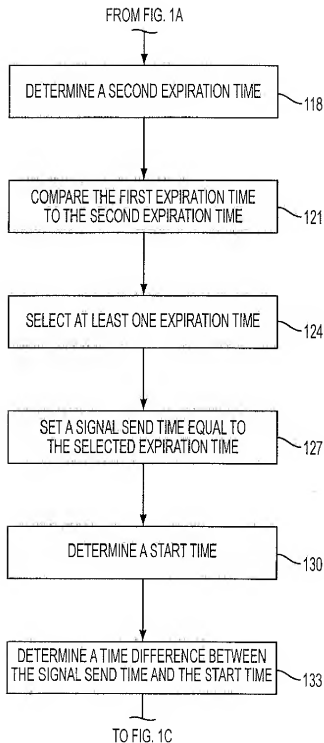 FROM FIG. 1A
DETERMINE A SECOND EXPIRATION TIME
118
COMPARE THE FIRST EXPIRATION TIME
TO THE SECOND EXPIRATION TIME
121
SELECT AT LEAST ONE EXPIRATION TIME
124
SET A SIGNAL SEND TIME EQUAL TO
THE SELECTED EXPIRATION TIME
127
DETERMINE A START TIME
130
DETERMINE A TIME DIFFERENCE BETWEEN
THE SIGNAL SEND TIME AND THE START TIME
133
TO FIG. 1C